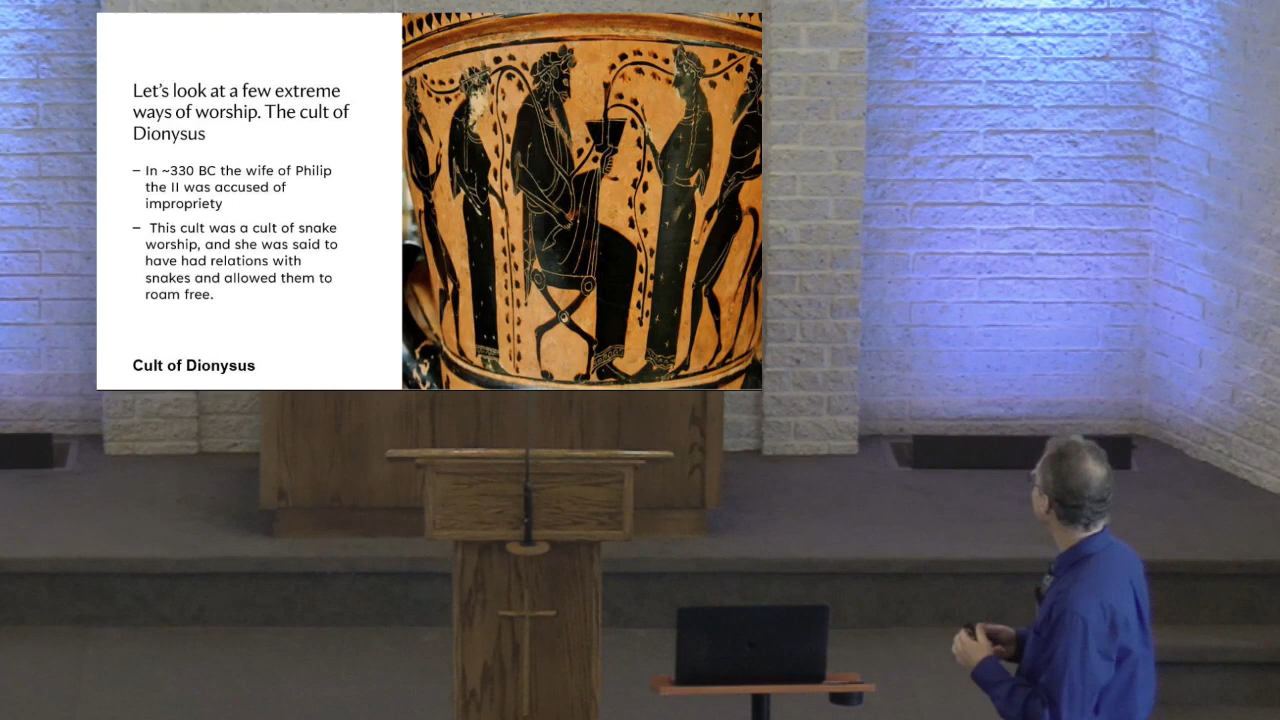 Let's look at a few extreme
ways of worship. The cult of
Dionysus
– In ~330 BC the wife of Philip
the II was accused of
impropriety
– This cult was a cult of snake
worship, and she was said to
have had relations with
snakes and allowed them to
roam free.
Cult of Dionysus